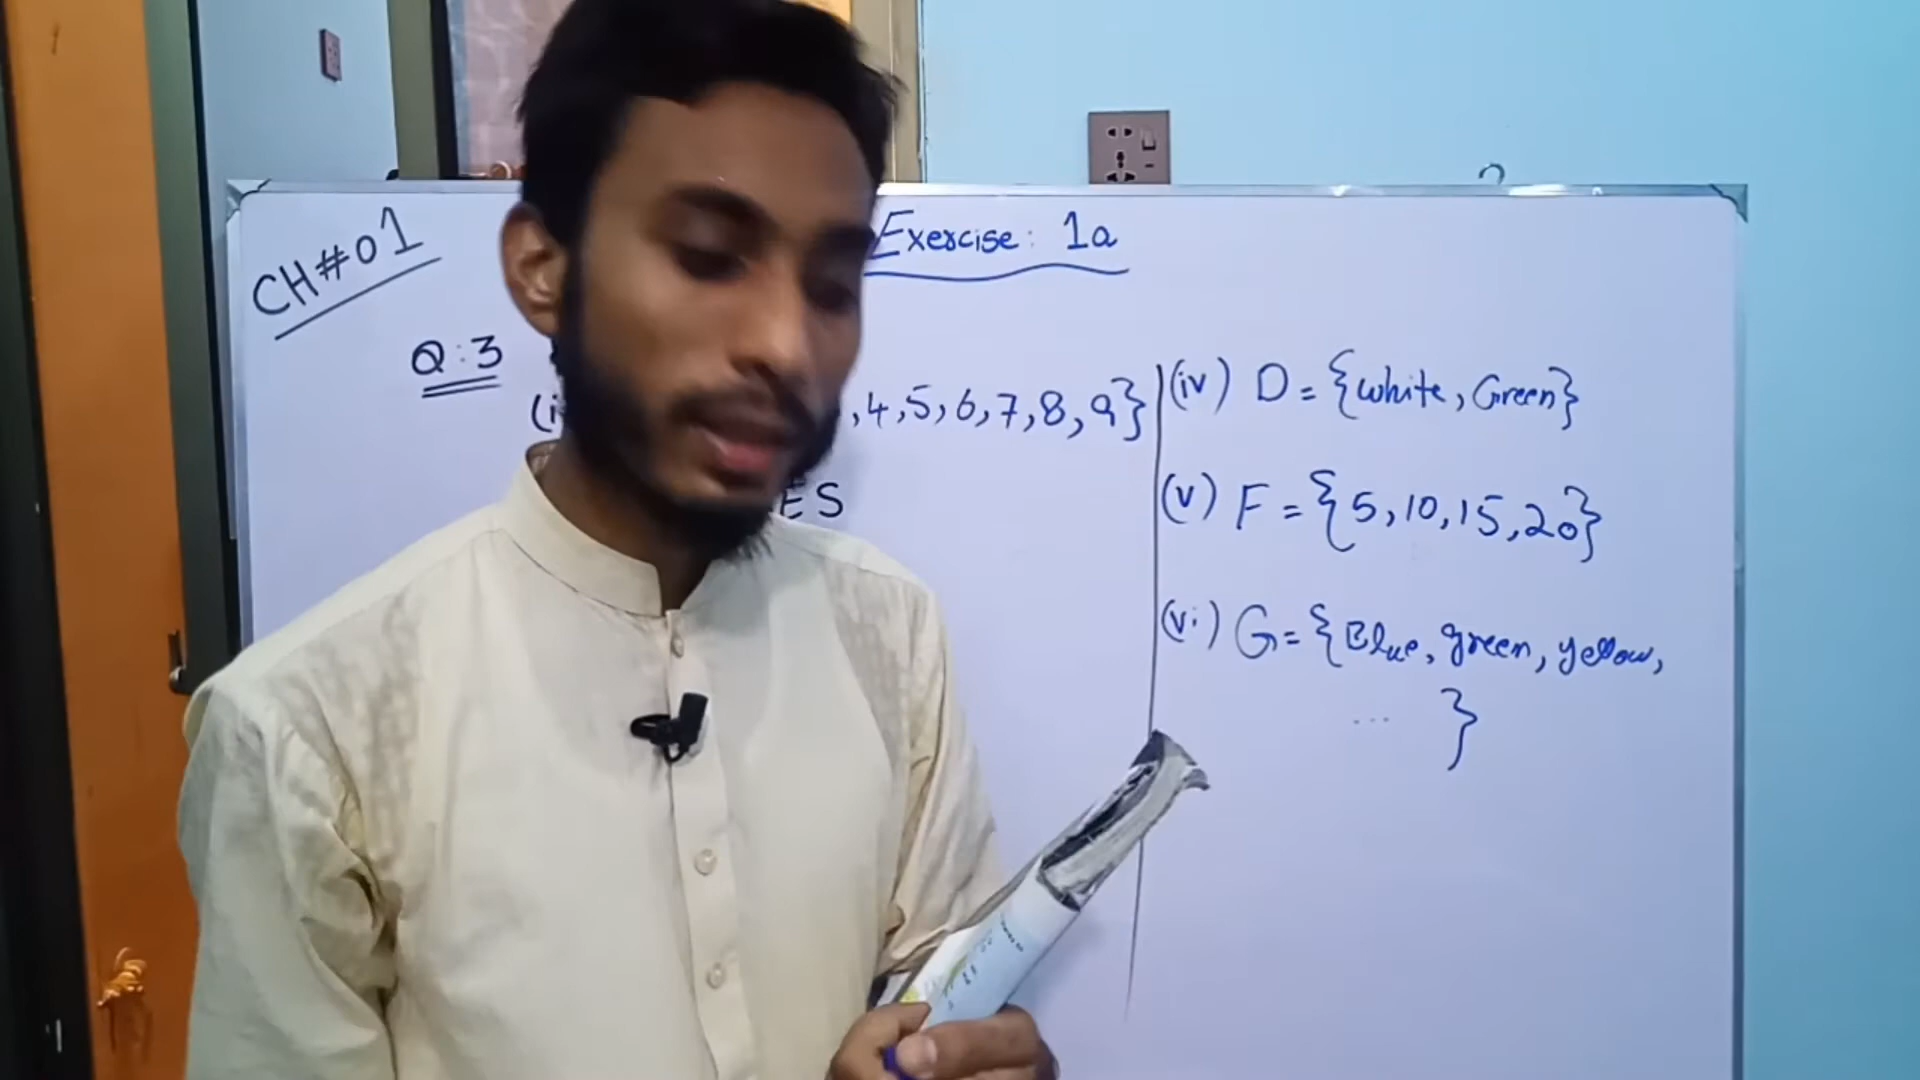 CH#01
Exercise: 1a
Q:3
(i
,4,5,6,7,8,9}
ES
(iv) D = {white, Green}
(v) F = {5,10,15,20}
(vi) G = {Blue, green, yellow,
... }